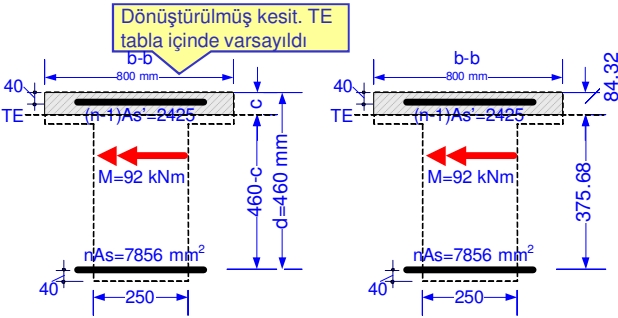 Dönüştürülmüş kesit. TE
tabla içinde varsayıldı
b-b
800 mm
40
TE
(n-1)As'=2425
c
M=92 kNm
460-c
d=460 mm
nAs=7856 mm²
40
250
b-b
800 mm
40
TE
(n-1)As'=2425
84.32
M=92 kNm
375.68
nAs=7856 mm²
40
250